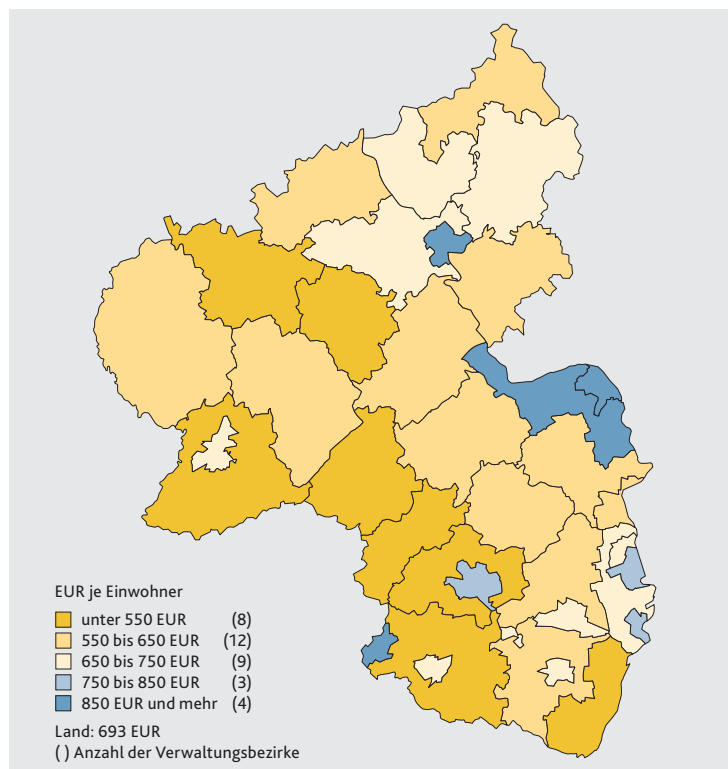 EUR je Einwohner
unter 550 EUR (8)
550 bis 650 EUR (12)
650 bis 750 EUR (9)
750 bis 850 EUR (3)
850 EUR und mehr (4)
Land: 693 EUR
( ) Anzahl der Verwaltungsbezirke